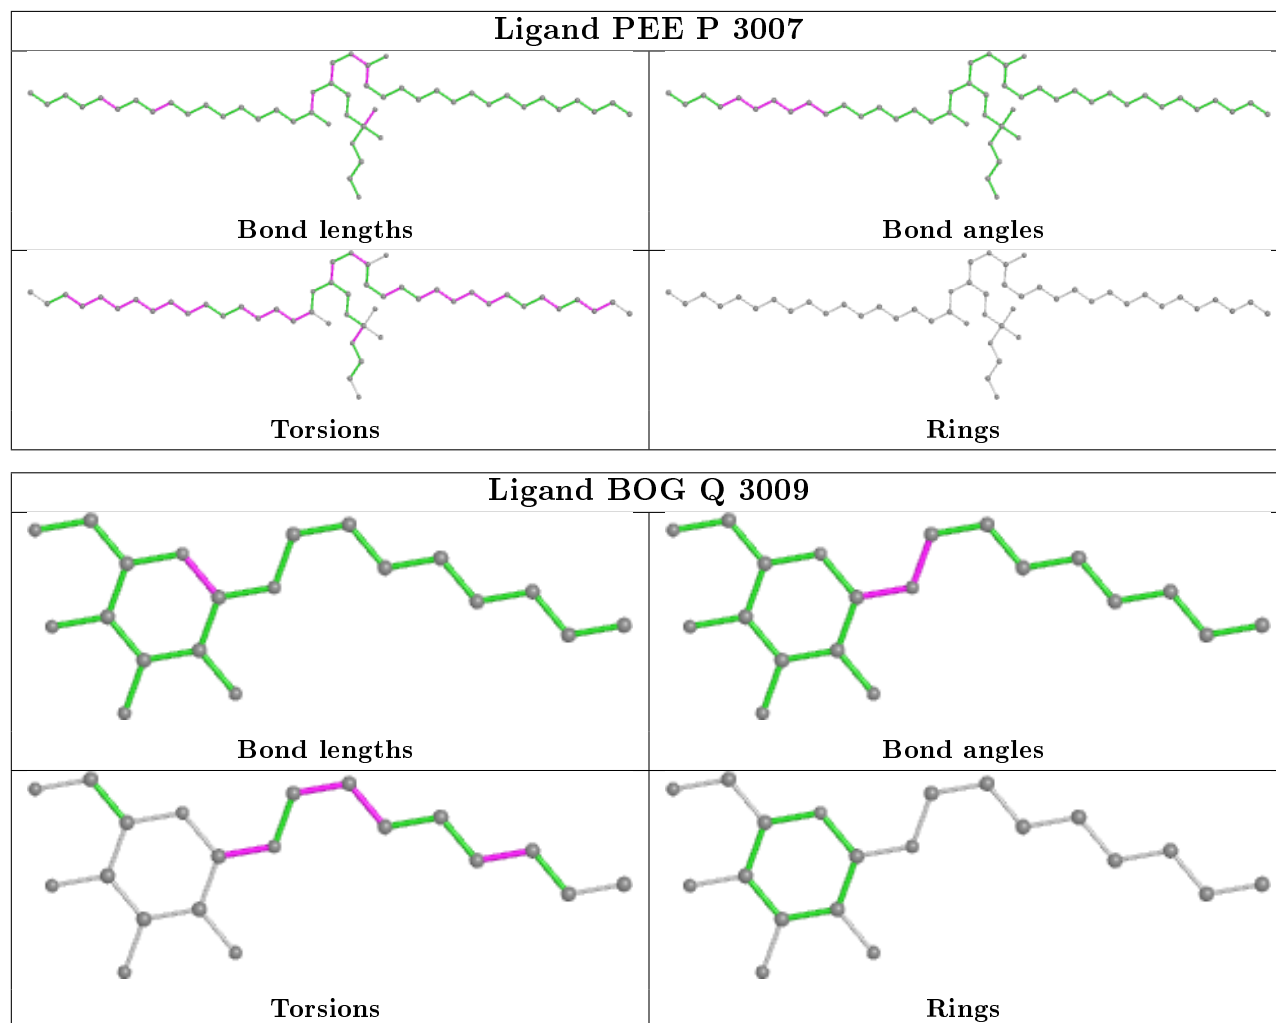 Ligand PEE P 3007
Bond lengths
Bond angles
Torsions
Rings
Ligand BOG Q 3009
Bond lengths
Bond angles
Torsions
Rings